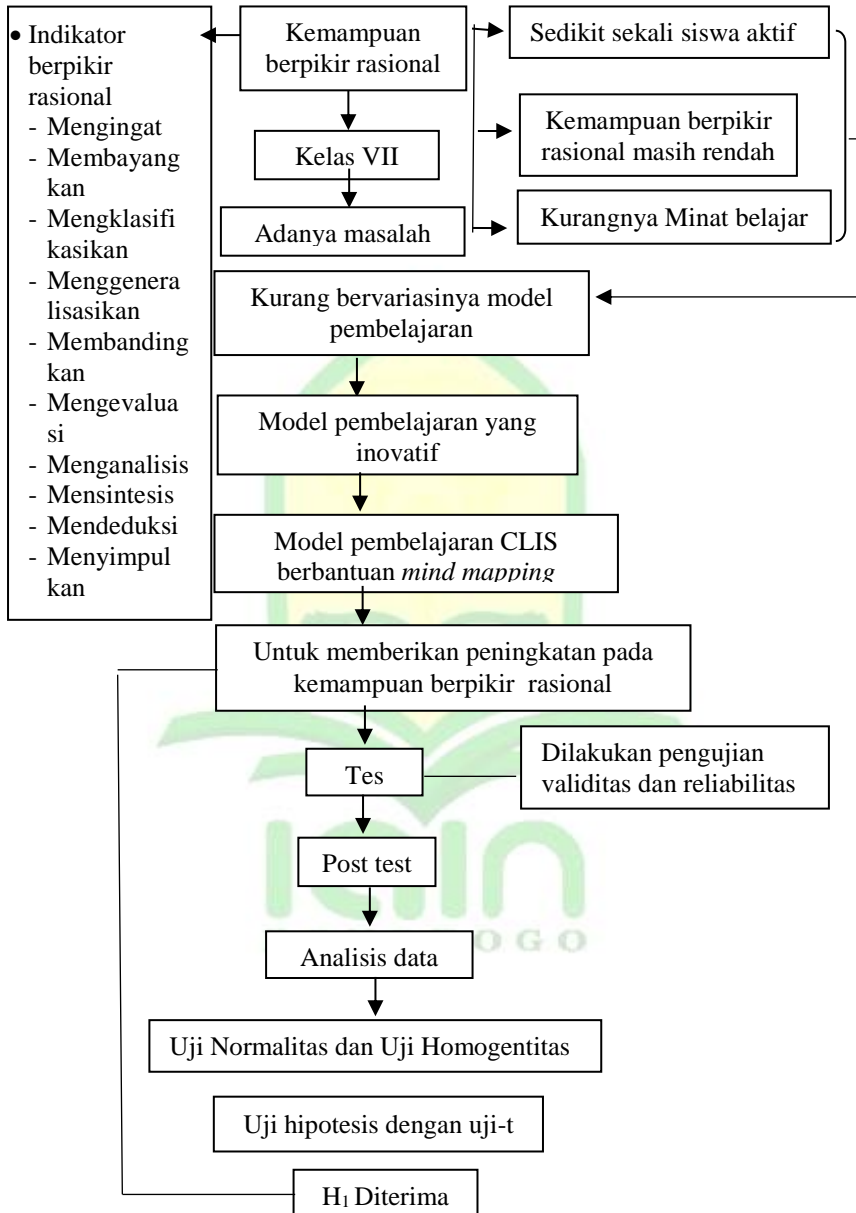 • Indikator
berpikir
rasional
- Mengingat
- Membayang
kan
- Mengklasifi
kasikan
- Menggenera
lisasikan
- Membanding
kan
- Mengevalua
si
- Menganalisis
- Mensintesis
- Mendeduksi
- Menyimpul
kan
Kemampuan
berpikir rasional
Kelas VII
Adanya masalah
Sedikit sekali siswa aktif
Kemampuan berpikir
rasional masih rendah
Kurangnya Minat belajar
Kurang bervariasinya model
pembelajaran
Model pembelajaran yang
inovatif
Model pembelajaran CLIS
berbantuan mind mapping
Untuk memberikan peningkatan pada
kemampuan berpikir rasional
Tes
Dilakukan pengujian
validitas dan reliabilitas
Post test
iain
Analisis data
OGO
Uji Normalitas dan Uji Homogentitas
Uji hipotesis dengan uji-t
H₁ Diterima